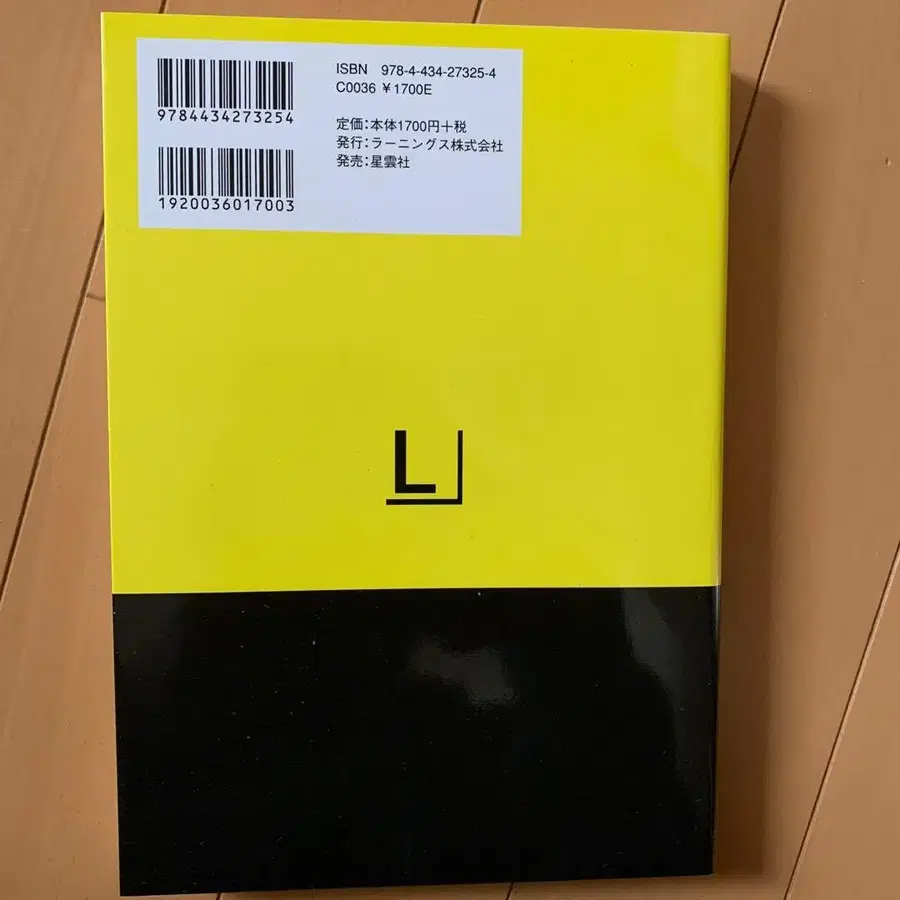 ISBN 978-4-434-27325-4
C0036 ¥1700E
9784434273254
定価：本体1700円＋税
発行：ラーニングス株式会社
発売：星雲社
1920036017003
L